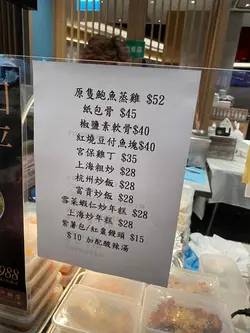 原隻鮑魚蒸雞 $52
紙包骨 $45
椒鹽素軟骨$40
紅燒豆付魚塊$40
宮保雞丁 $35
上海粗炒 $28
杭州炒飯 $28
富貴炒飯 $28
雪菜蝦仁炒年糕 $28
上海炒年糕 $28
紫薯包/紅棗饅頭 $15
$10 加配酸辣湯
988